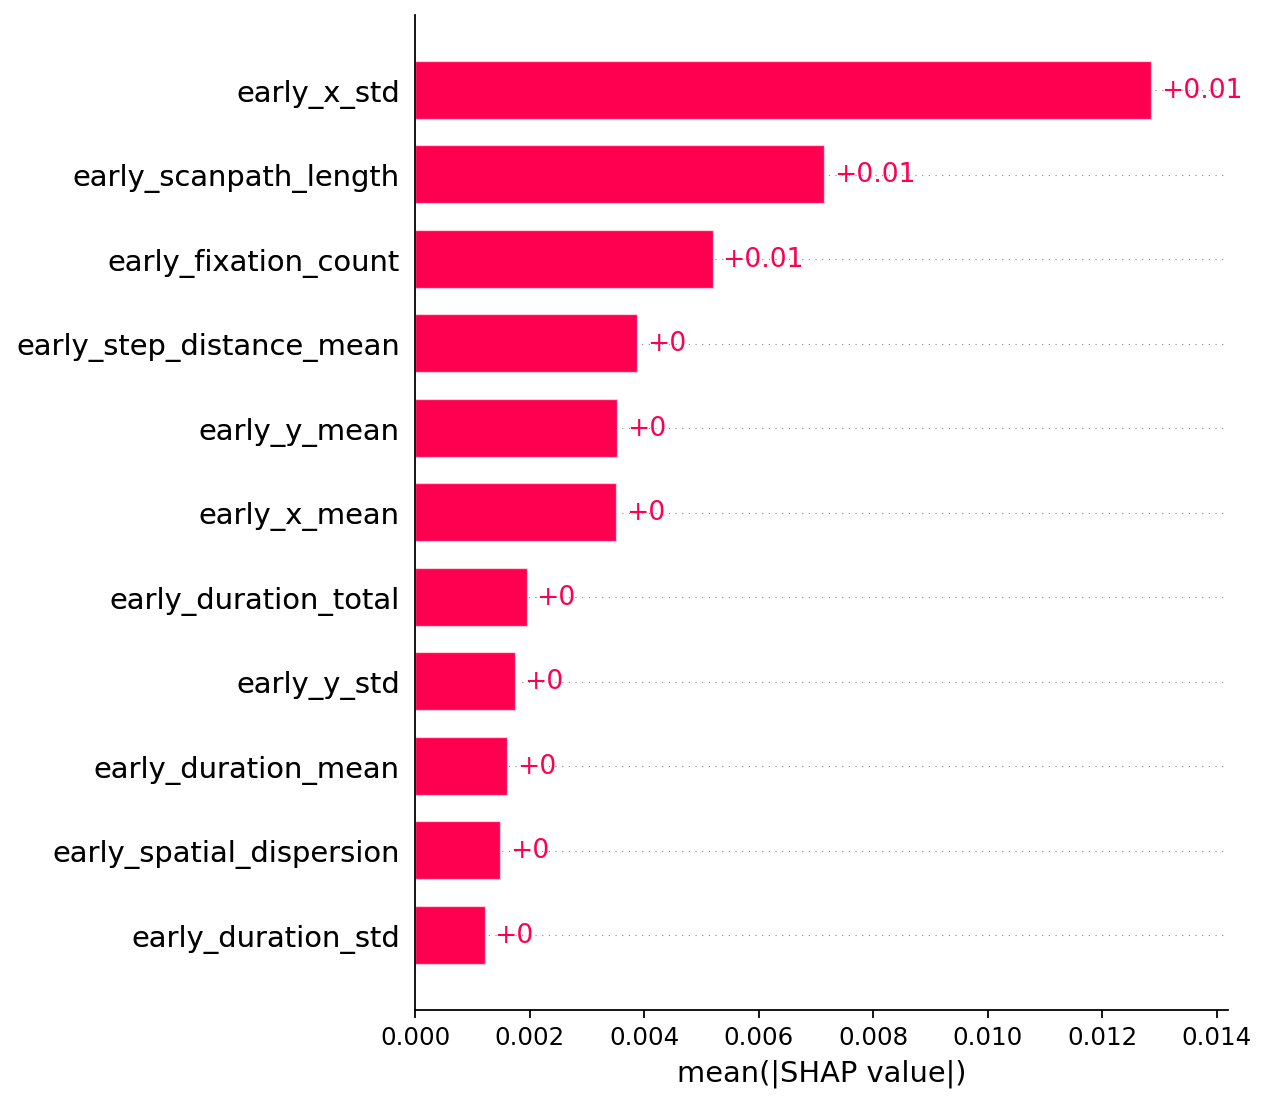 early_x_std +0.01
early_scanpath_length +0.01
early_fixation_count +0.01
early_step_distance_mean +0
early_y_mean +0
early_x_mean +0
early_duration_total +0
early_y_std +0
early_duration_mean +0
early_spatial_dispersion +0
early_duration_std +0
0.000 0.002 0.004 0.006 0.008 0.010 0.012 0.014
mean(|SHAP value|)